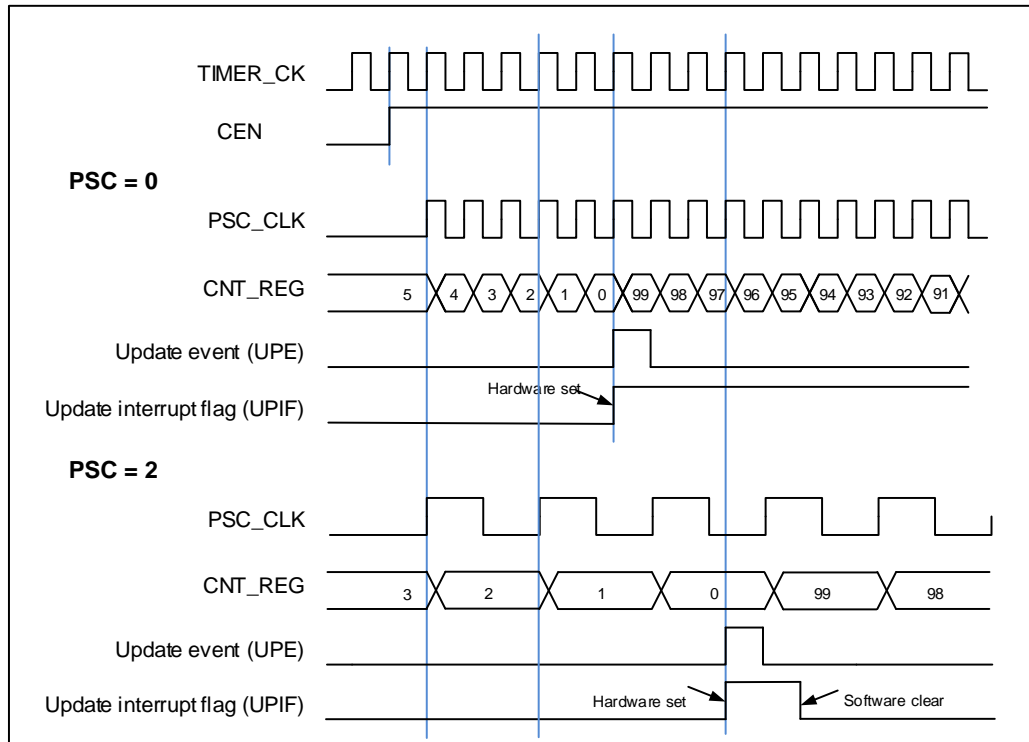 TIMER_CK
CEN
PSC = 0
PSC_CLK
CNT_REG
5 4 3 2 1 0 99 98 97 96 95 94 93 92 91
Update event (UPE)
Hardware set
Update interrupt flag (UPIF)
PSC = 2
PSC_CLK
CNT_REG
3 2 1 0 99 98
Update event (UPE)
Update interrupt flag (UPIF)
Hardware set
Software clear